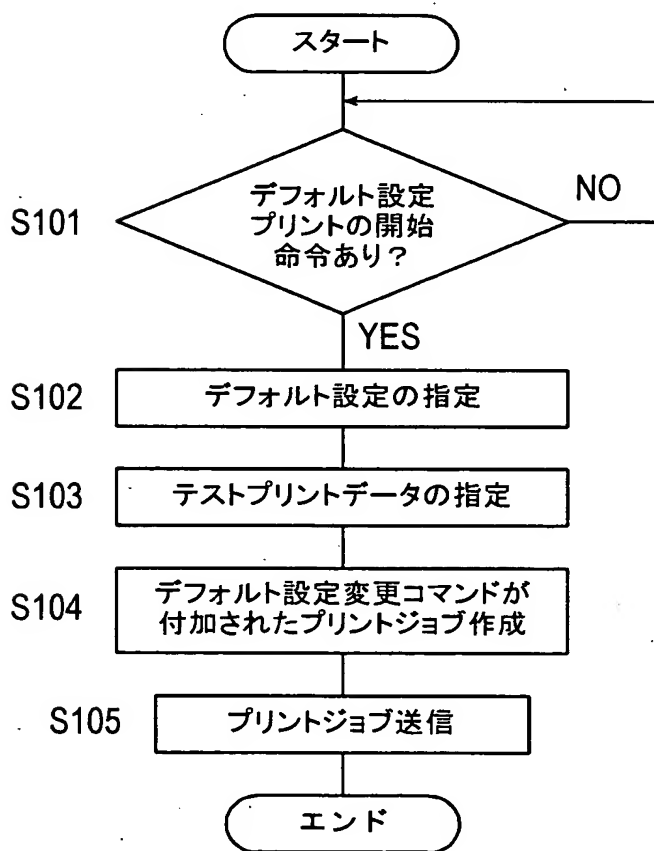 スタート
S101
デフォルト設定
プリントの開始
命令あり?
NO
YES
S102
デフォルト設定の指定
S103
テストプリントデータの指定
S104
デフォルト設定変更コマンドが
付加されたプリントジョブ作成
S105
プリントジョブ送信
エンド